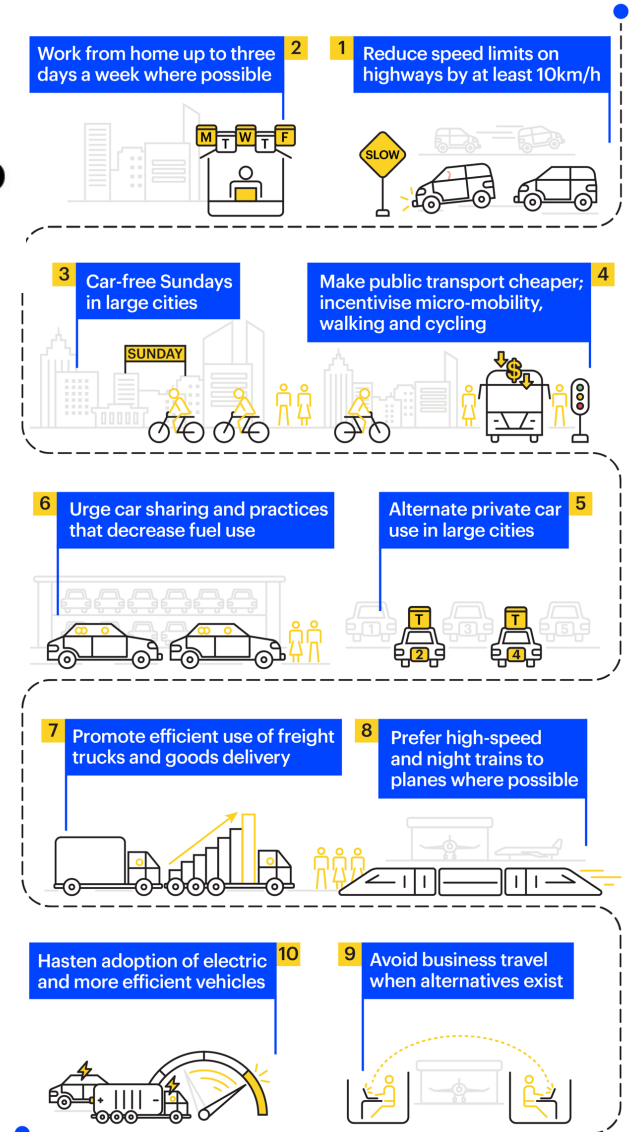 1
Reduce speed limits on
highways by at least 10km/h
SLOW
2
Work from home up to three
days a week where possible
M T W T F
3
Car-free Sundays
in large cities
SUNDAY
4
Make public transport cheaper;
incentivise micro-mobility,
walking and cycling
$
5
Alternate private car
use in large cities
T T
1 2 3 4 5
6
Urge car sharing and practices
that decrease fuel use
7
Promote efficient use of freight
trucks and goods delivery
8
Prefer high-speed
and night trains to
planes where possible
9
Avoid business travel
when alternatives exist
10
Hasten adoption of electric
and more efficient vehicles
+ -